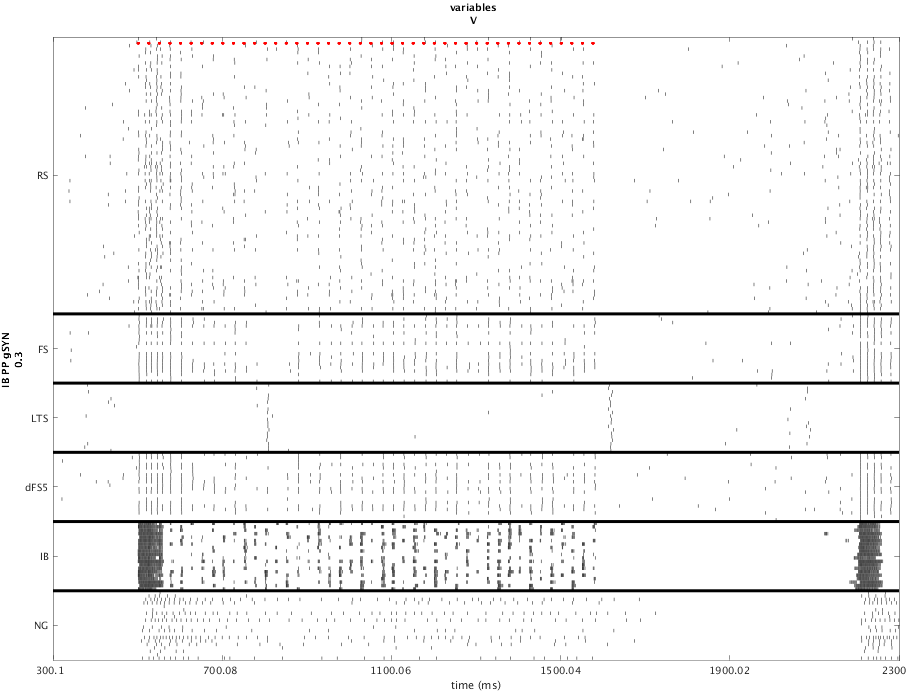 variables
V
RS
FS
LTS
dFS5
IB
NG
IB PP gSYN
0.3
300.1
700.08
1100.06
1500.04
1900.02
2300
time (ms)